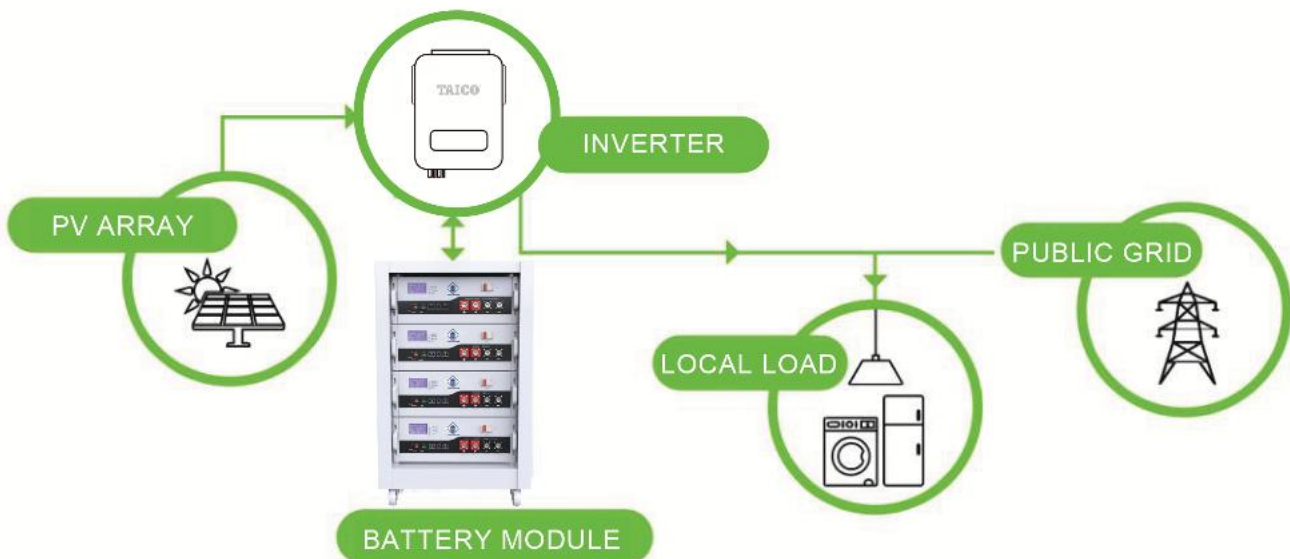 TAICO
INVERTER
PV ARRAY
PUBLIC GRID
LOCAL LOAD
BATTERY MODULE